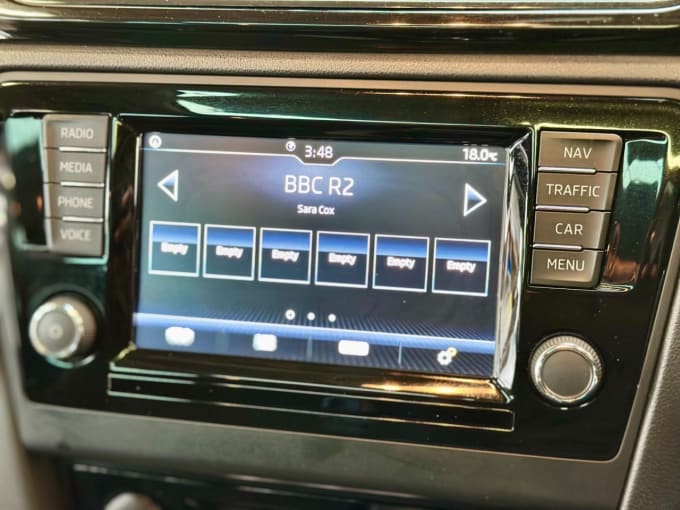 RADIO
MEDIA
PHONE
VOICE
3:48
18.0°C
BBC R2
Sara Cox
Empty Empty Empty Empty Empty Empty
NAV
TRAFFIC
CAR
MENU